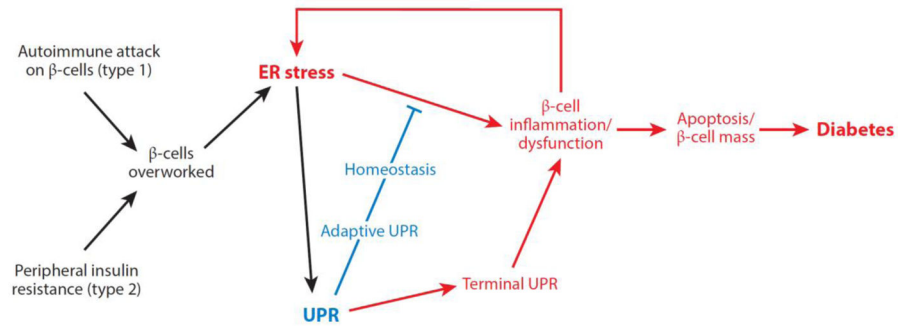 Autoimmune attack
on β-cells (type 1)
ER stress
β-cells
overworked
β-cell
inflammation/
dysfunction
Apoptosis/
β-cell mass
Diabetes
Homeostasis
Adaptive UPR
Peripheral insulin
resistance (type 2)
Terminal UPR
UPR